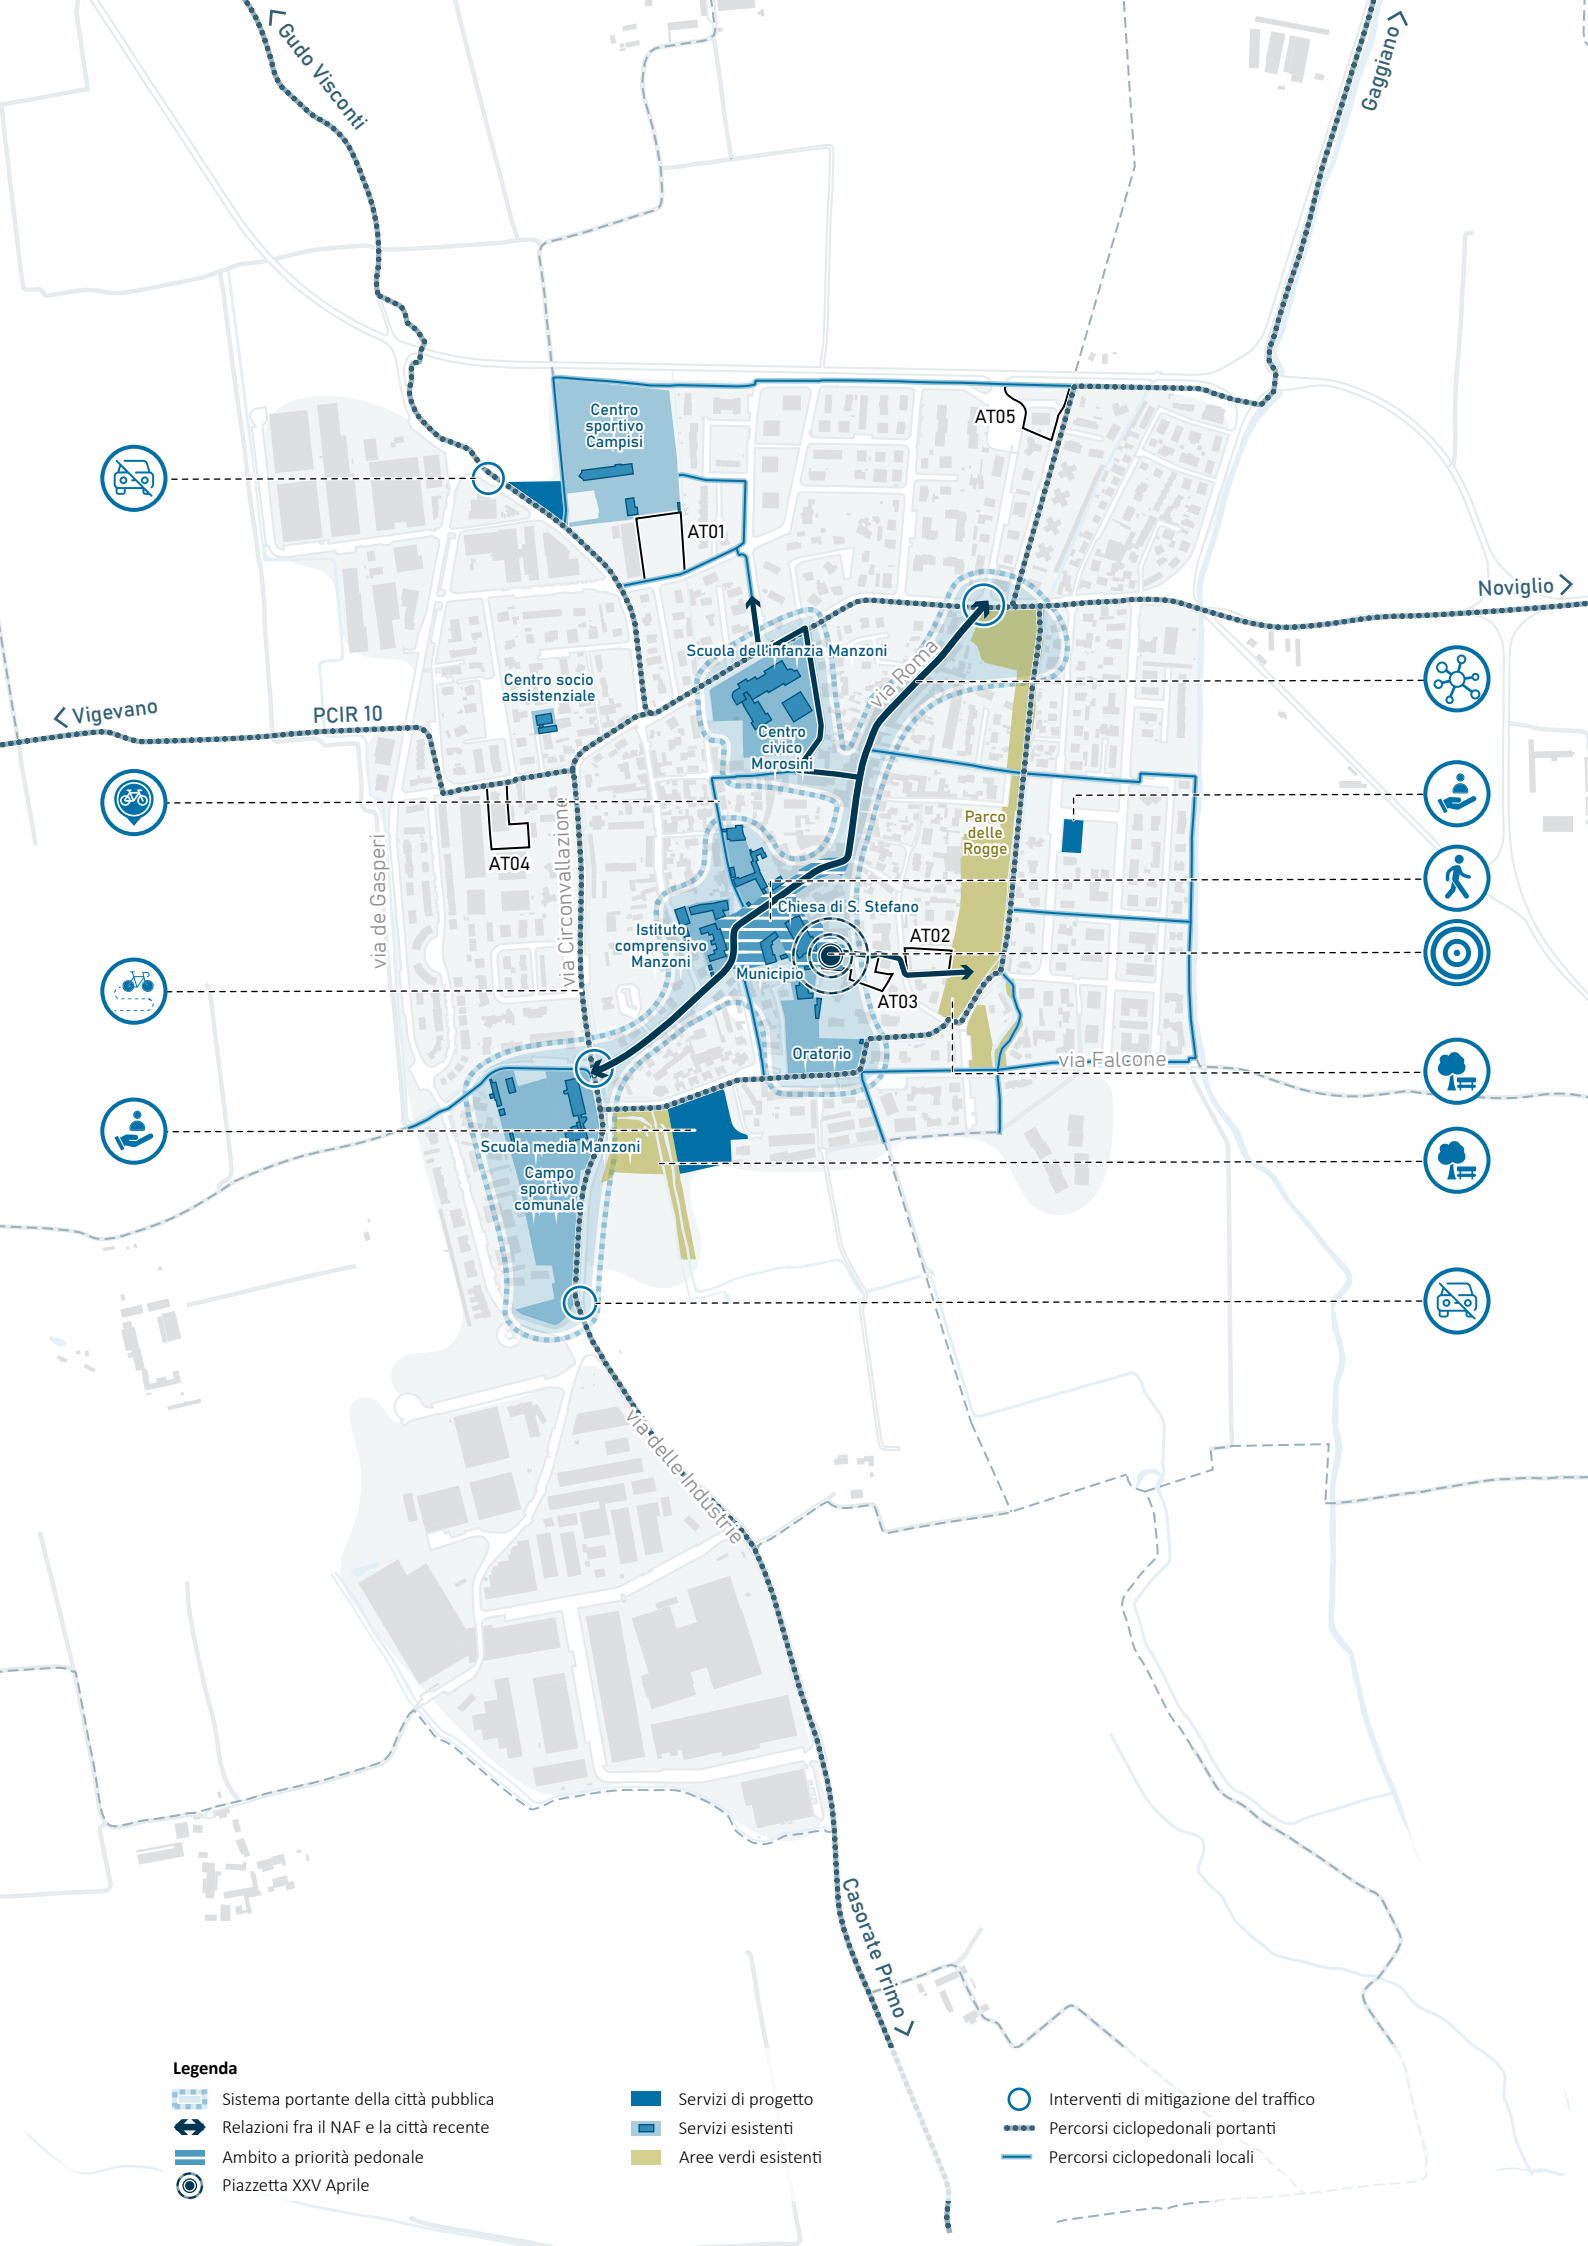 Gudo Visconti
Gaggiano
Centro
sportivo
Campisi
AT05
AT01
Noviglio
Scuola dell'infanzia Manzoni
via Roma
Centro socio
assistenziale
Vigevano
PCIR 10
Centro
civico
Morosini
via de Gasperi
via Circonvallazione
AT04
Parco
delle
Rogge
Chiesa di S. Stefano
Istituto
comprensivo
Manzoni
AT02
Municipio
AT03
Oratorio
via Falcone
Scuola media Manzoni
Campo
sportivo
comunale
via delle Industrie
Casorate Primo
Legenda
Sistema portante della città pubblica
Relazioni fra il NAF e la città recente
Ambito a priorità pedonale
Piazzetta XXV Aprile
Servizi di progetto
Servizi esistenti
Aree verdi esistenti
Interventi di mitigazione del traffico
Percorsi ciclopedonali portanti
Percorsi ciclopedonali locali